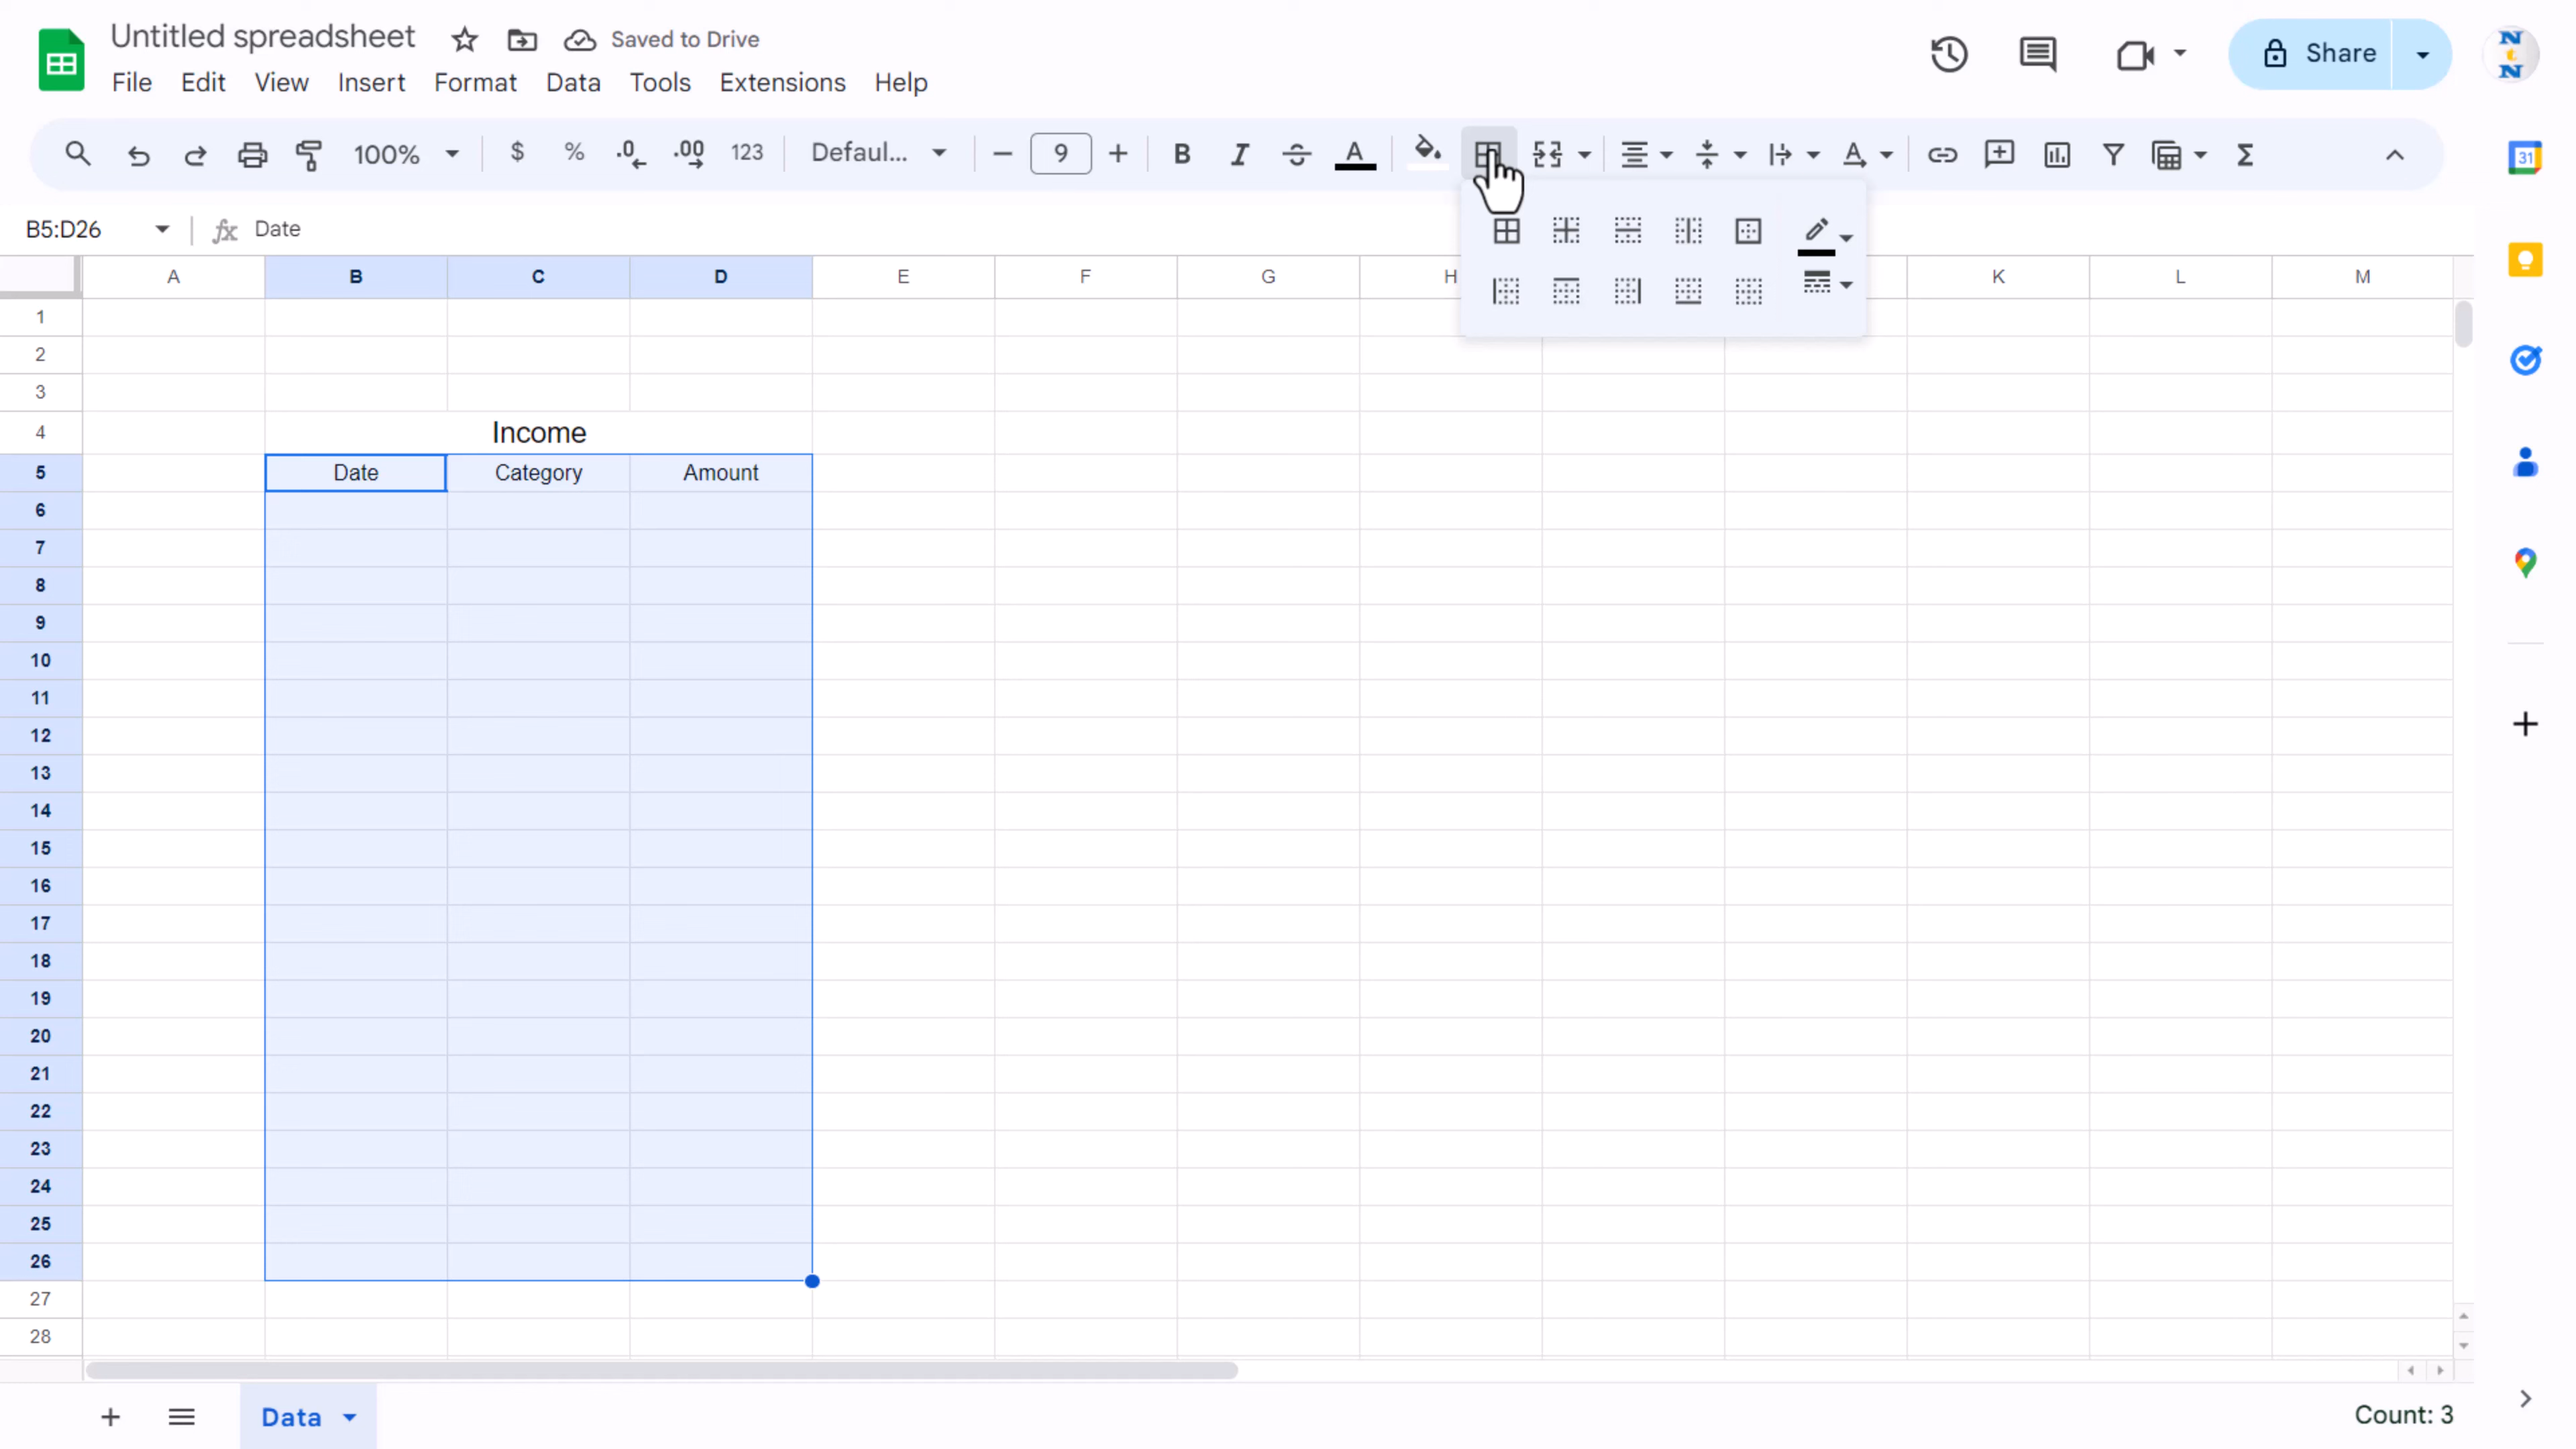 Untitled spreadsheet Saved to Drive
File Edit View Insert Format Data Tools Extensions Help
Share
N t N
100% $ % .0 .00 123 Defaul... 9 B I S A A Σ
31
B5:D26 fx Date
A B C D E F G H K L M
1
2
3
4 Income
5 Date Category Amount
6
7
8
9
10
11
12
13
14
15
16
17
18
19
20
21
22
23
24
25
26
27
28
Data
Count: 3